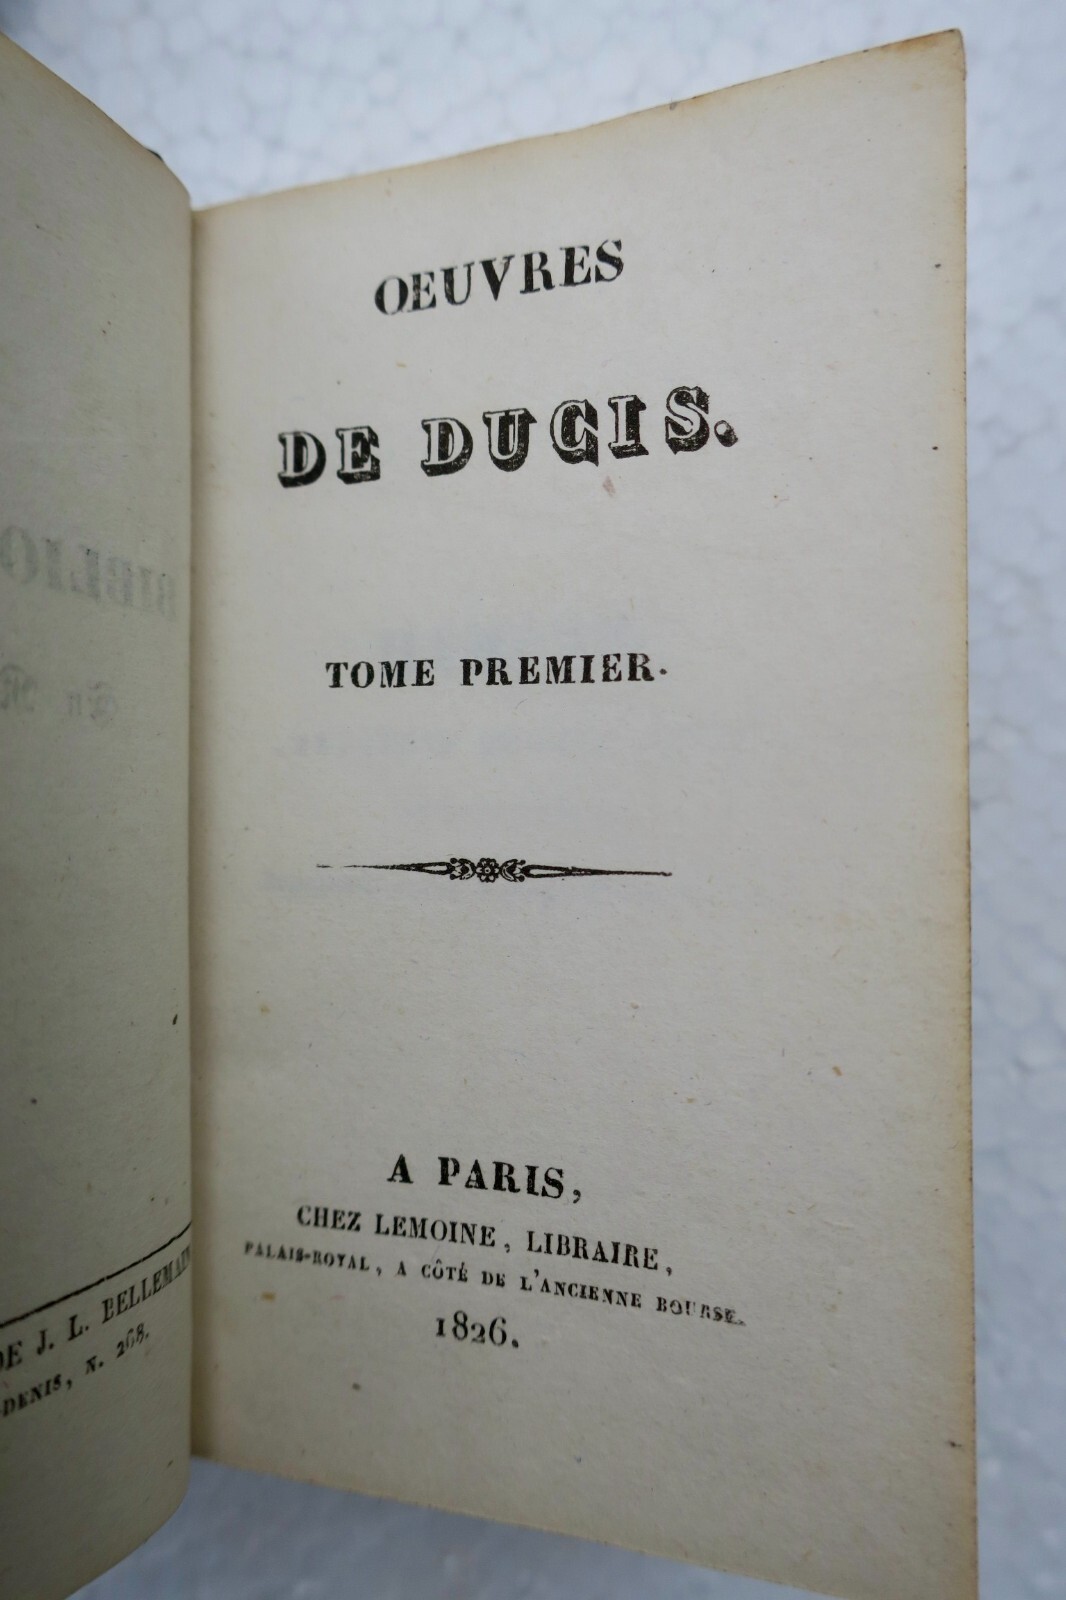 DE J. L. BELLEMAIN
DENIS, N. 268.
OEUVRES
DE DUCIS.
TOME PREMIER.
A PARIS,
CHEZ LEMOINE, LIBRAIRE,
PALAIS-ROYAL, A CÔTÉ DE L'ANCIENNE BOURSE.
1826.